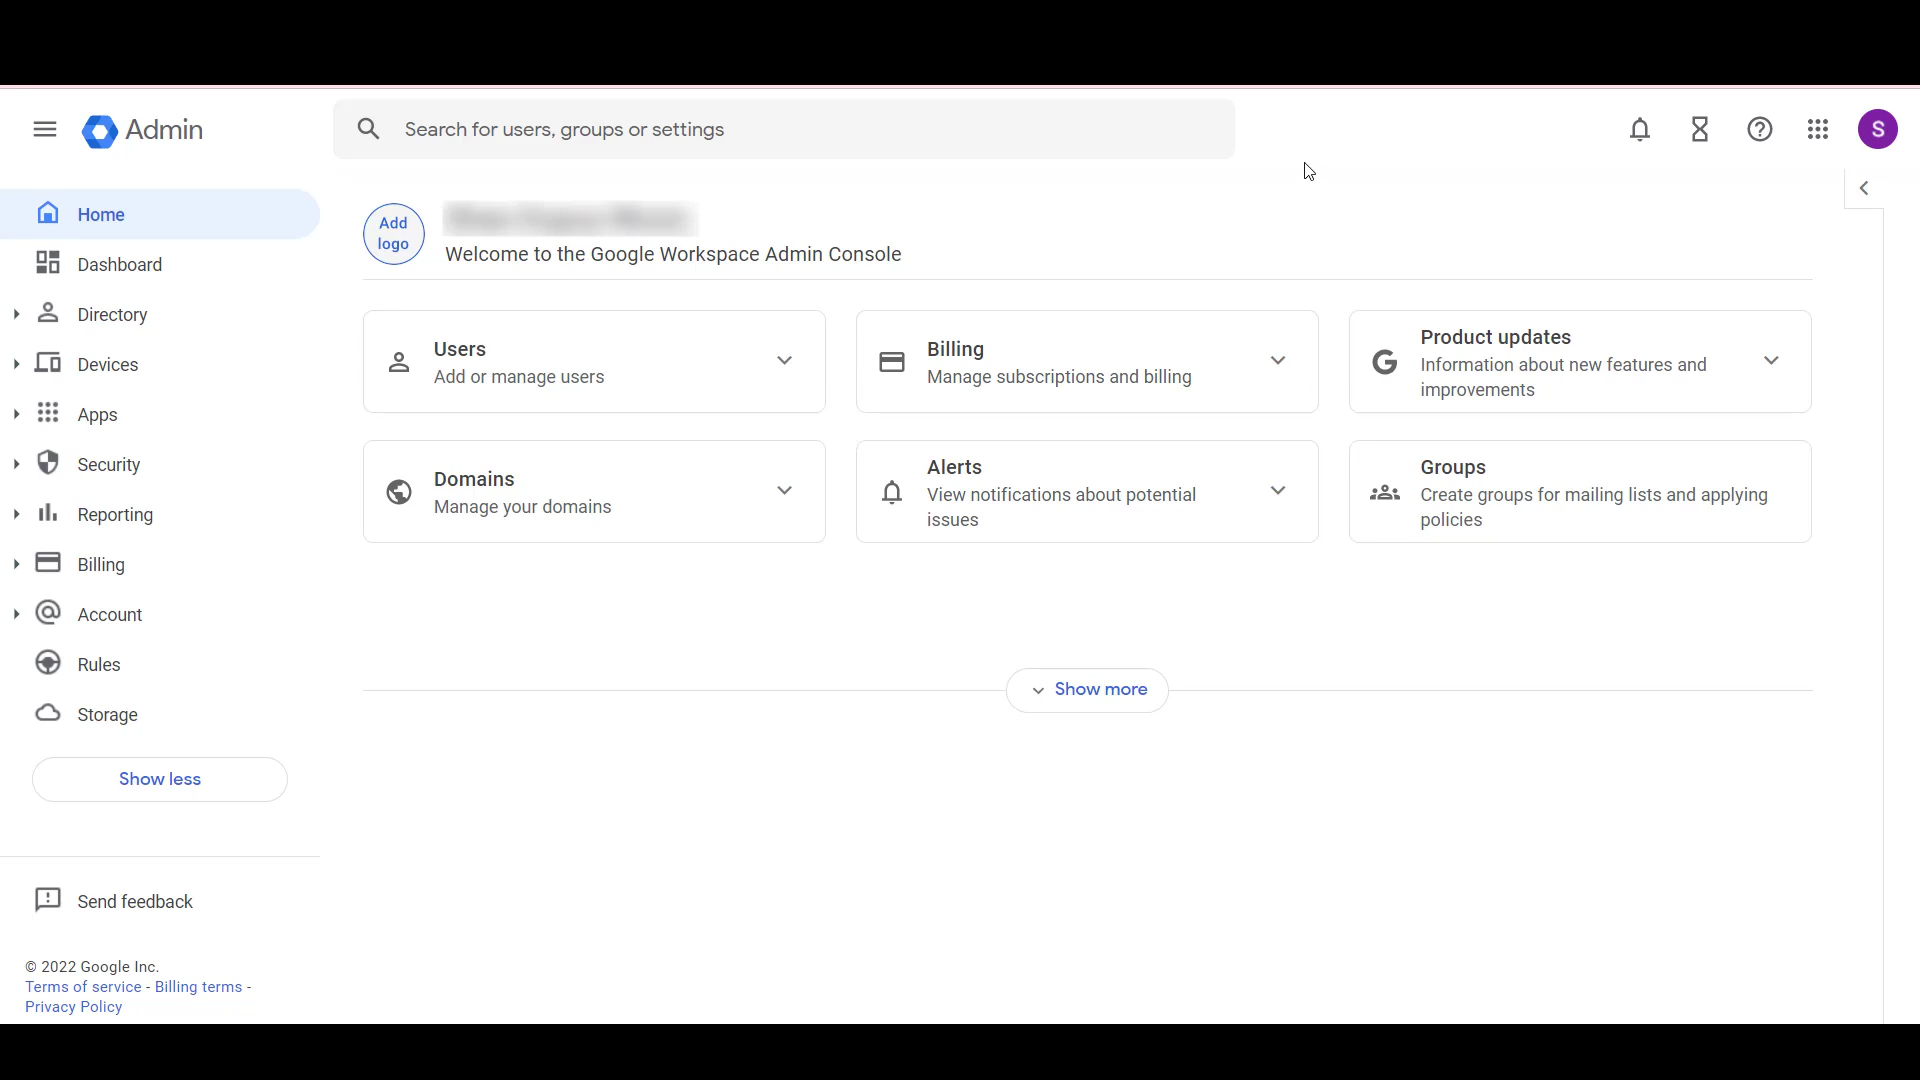 Admin
Search for users, groups or settings
S
Home
Dashboard
Directory
Devices
Apps
Security
Reporting
Billing
Account
Rules
Storage
Show less
Send feedback
© 2022 Google Inc.
Terms of service - Billing terms -
Privacy Policy
Add
logo
Welcome to the Google Workspace Admin Console
Users
Add or manage users
Billing
Manage subscriptions and billing
Product updates
Information about new features and
improvements
Domains
Manage your domains
Alerts
View notifications about potential
issues
Groups
Create groups for mailing lists and applying
policies
Show more